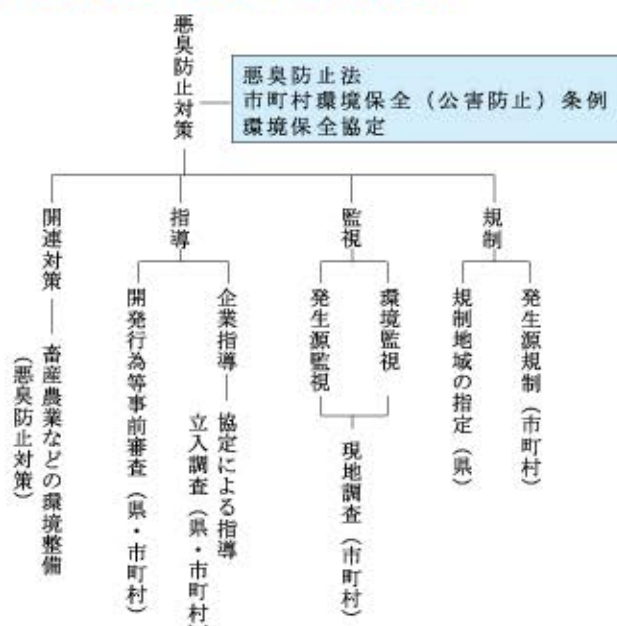 悪臭防止対策
悪臭防止法
市町村環境保全（公害防止）条例
環境保全協定
規制
発生源規制（市町村）
規制地域の指定（県）
監視
環境監視
発生源監視
現地調査（市町村）
指導
企業指導
協定による指導
立入調査（県・市町村
開発行為等事前審査（県・市町村）
関連対策
畜産農業などの環境整備
（悪臭防止対策）